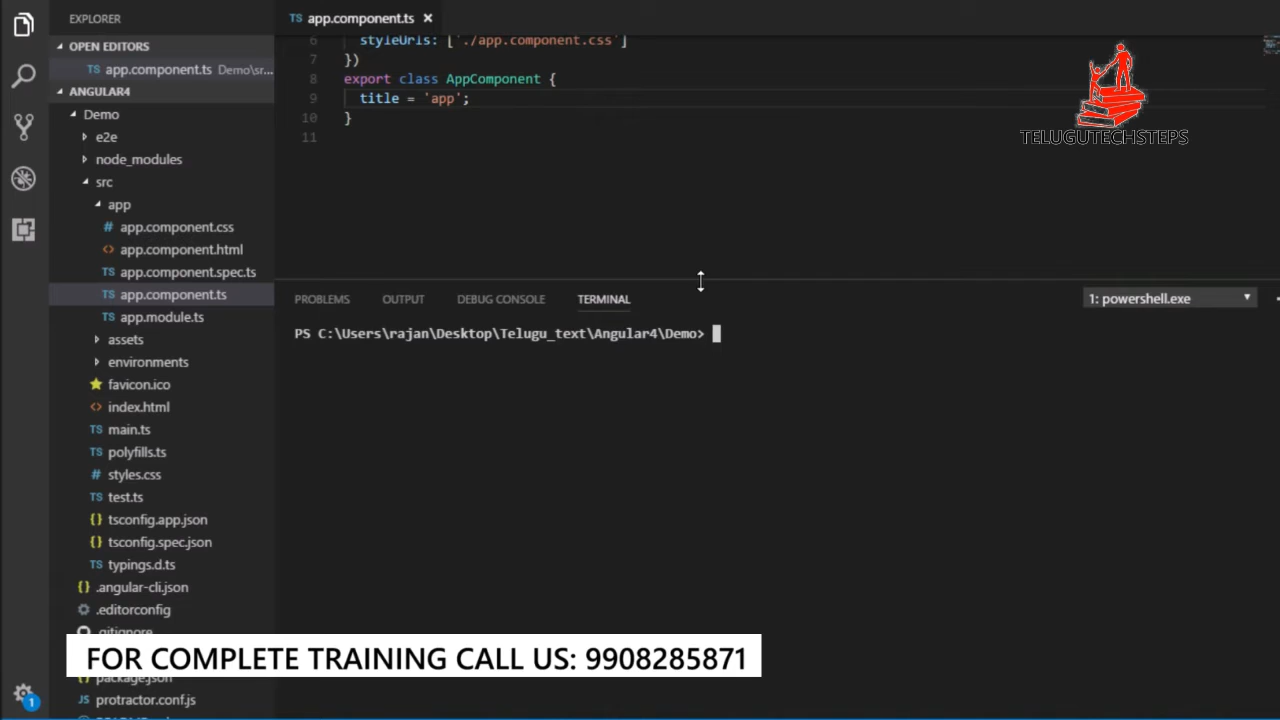 EXPLORER
OPEN EDITORS
TS app.component.ts Demo\sr...
ANGULAR4
Demo
e2e
node_modules
src
app
# app.component.css
<> app.component.html
TS app.component.spec.ts
TS app.component.ts
TS app.module.ts
assets
environments
favicon.ico
<> index.html
TS main.ts
TS polyfills.ts
# styles.css
TS test.ts
{} tsconfig.app.json
{} tsconfig.spec.json
TS typings.d.ts
{} .angular-cli.json
.editorconfig
.gitignore
package.json
JS protractor.conf.js
1
TS app.component.ts ×
6 styleUrls: ['./app.component.css']
7 })
8 export class AppComponent {
9 title = 'app';
10 }
11
TELUGUTECHSTEPS
PROBLEMS OUTPUT DEBUG CONSOLE TERMINAL 1: powershell.exe
PS C:\Users\rajan\Desktop\Telugu_text\Angular4\Demo>
FOR COMPLETE TRAINING CALL US: 9908285871